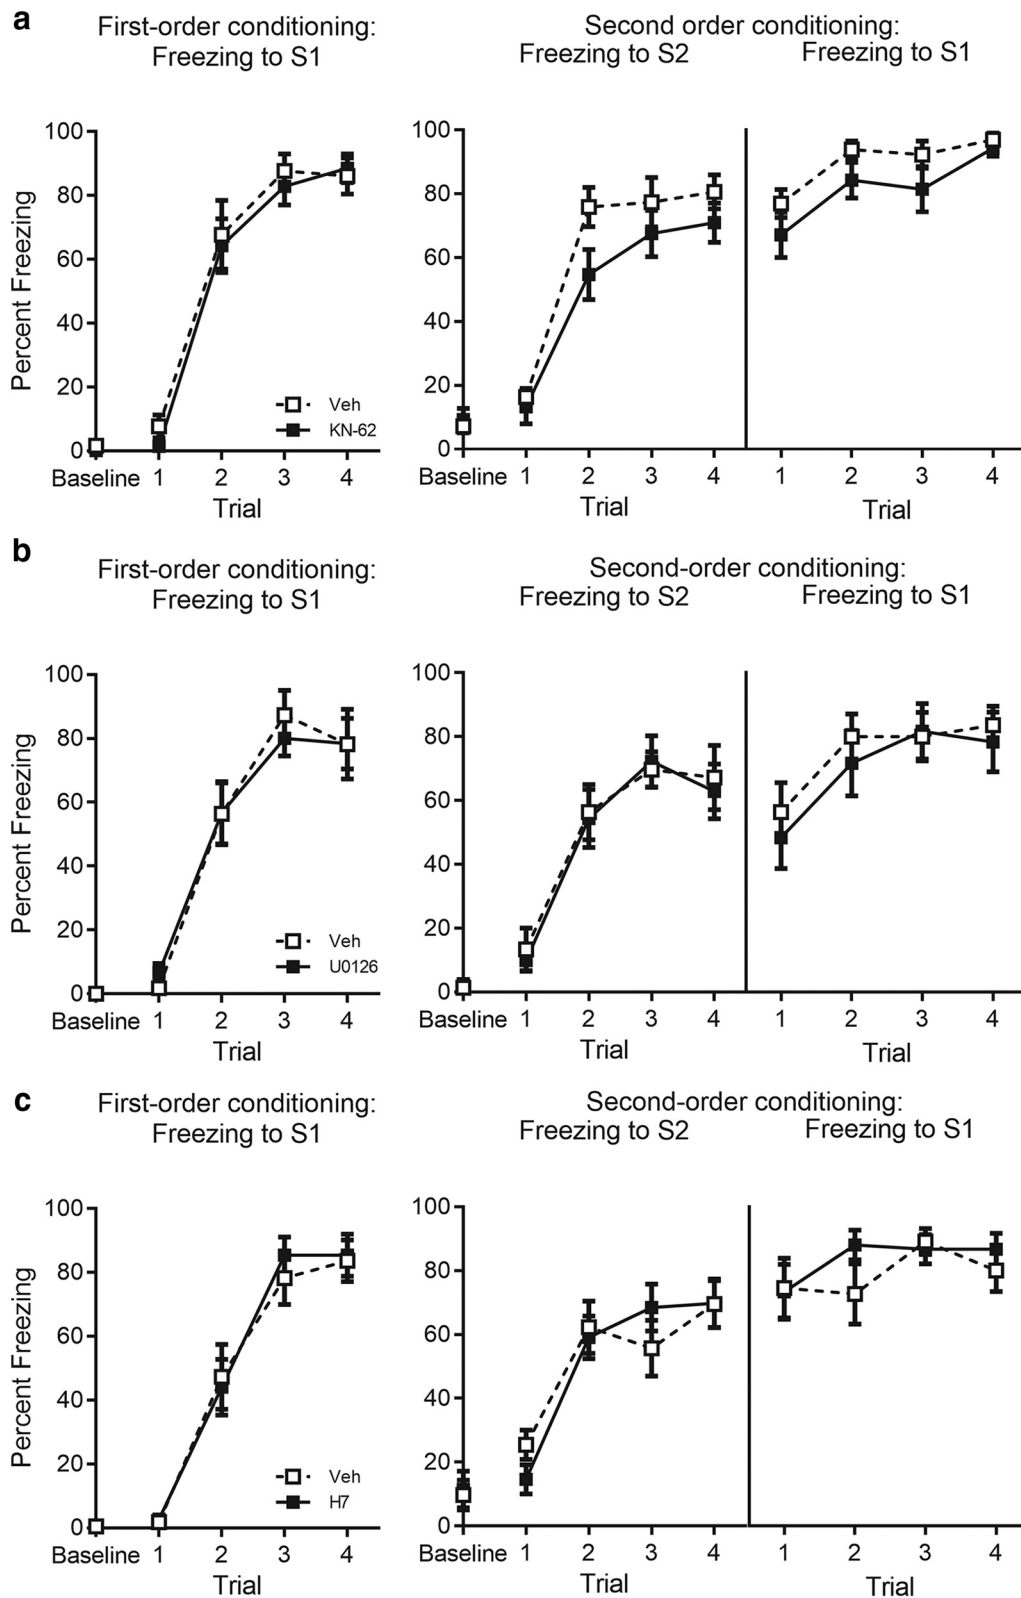 a
First-order conditioning:
Freezing to S1
Second order conditioning:
Freezing to S2
Freezing to S1
Percent Freezing
100
80
60
40
20
0
Veh
KN-62
Baseline 1 2 3 4
Trial
100
80
60
40
20
0
Baseline 1 2 3 4
Trial
1 2 3 4
Trial
b
First-order conditioning:
Freezing to S1
Second-order conditioning:
Freezing to S2
Freezing to S1
Percent Freezing
100
80
60
40
20
0
Veh
U0126
Baseline 1 2 3 4
Trial
100
80
60
40
20
0
Baseline 1 2 3 4
Trial
1 2 3 4
Trial
c
First-order conditioning:
Freezing to S1
Second-order conditioning:
Freezing to S2
Freezing to S1
Percent Freezing
100
80
60
40
20
0
Veh
H7
Baseline 1 2 3 4
Trial
100
80
60
40
20
0
Baseline 1 2 3 4
Trial
1 2 3 4
Trial